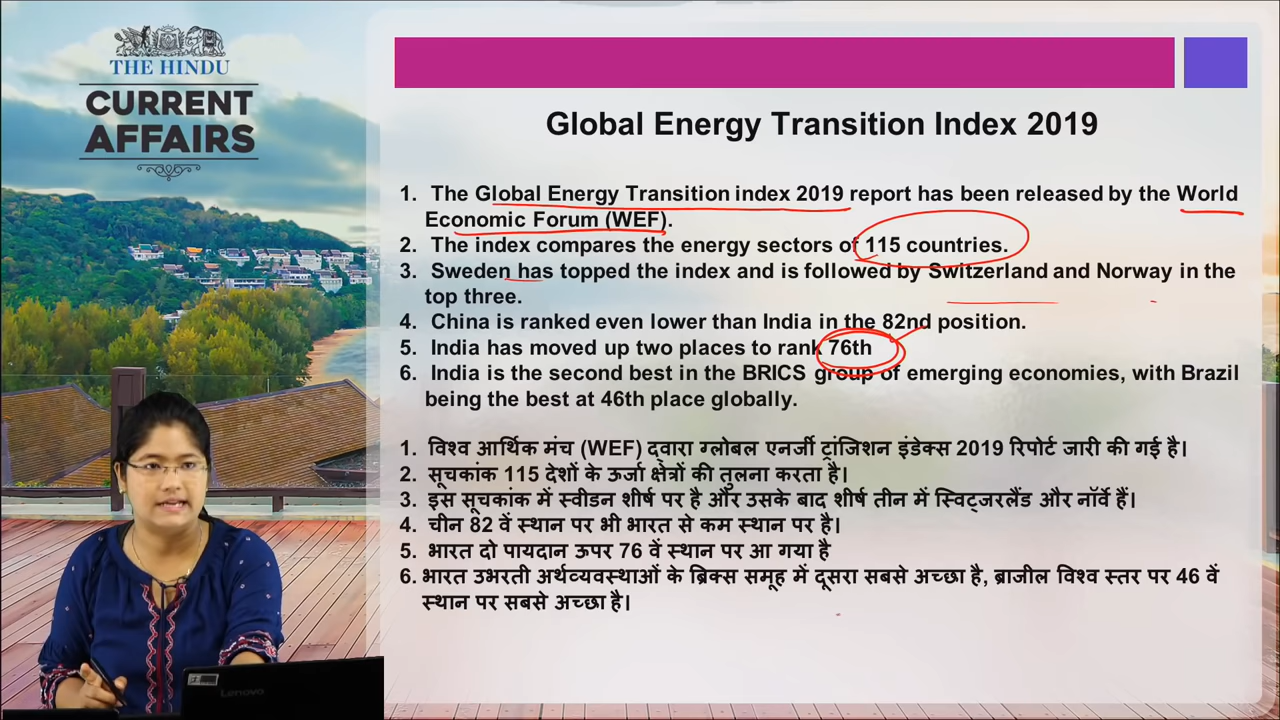 THE HINDU
CURRENT
AFFAIRS
Global Energy Transition Index 2019
1. The Global Energy Transition index 2019 report has been released by the World
Economic Forum (WEF).
2. The index compares the energy sectors of 115 countries.
3. Sweden has topped the index and is followed by Switzerland and Norway in the
top three.
4. China is ranked even lower than India in the 82nd position.
5. India has moved up two places to rank 76th
6. India is the second best in the BRICS group of emerging economies, with Brazil
being the best at 46th place globally.
1. विश्व आर्थिक मंच (WEF) द्वारा ग्लोबल एनर्जी ट्रांजिशन इंडेक्स 2019 रिपोर्ट जारी की गई है।
2. सूचकांक 115 देशों के ऊर्जा क्षेत्रों की तुलना करता है।
3. इस सूचकांक में स्वीडन शीर्ष पर है और उसके बाद शीर्ष तीन में स्विट्जरलैंड और नॉर्वे हैं।
4. चीन 82 वें स्थान पर भी भारत से कम स्थान पर है।
5. भारत दो पायदान ऊपर 76 वें स्थान पर आ गया है
6. भारत उभरती अर्थव्यवस्थाओं के ब्रिक्स समूह में दूसरा सबसे अच्छा है, ब्राजील विश्व स्तर पर 46 वें
स्थान पर सबसे अच्छा है।
Lenovo